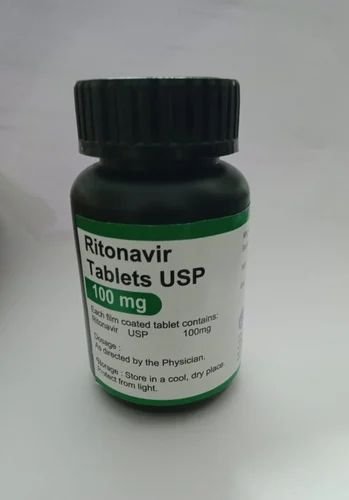 Ritonavir
Tablets USP
100 mg
Each film coated tablet contains:
Ritonavir USP 100mg
Dosage :
As directed by the Physician.
Storage : Store in a cool, dry place.
Protect from light.